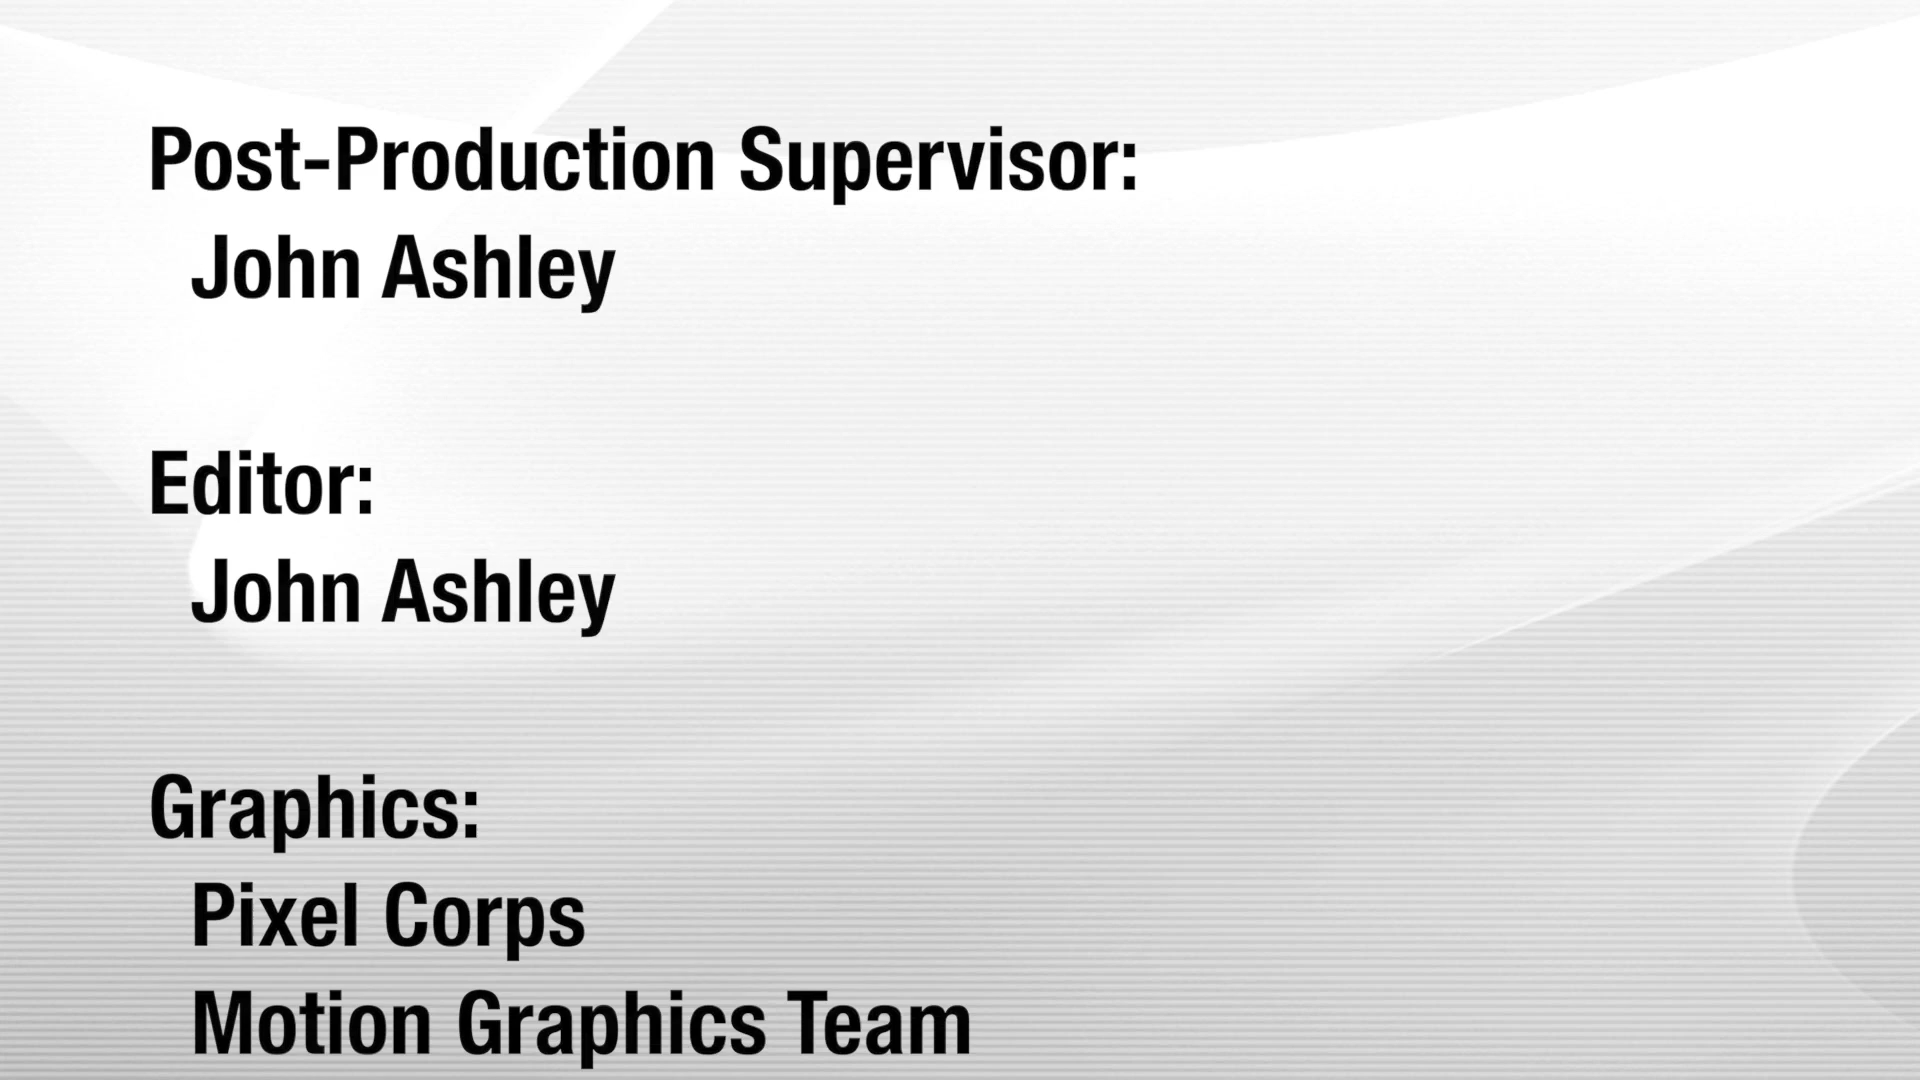 Post-Production Supervisor:
John Ashley
Editor:
John Ashley
Graphics:
Pixel Corps
Motion Graphics Team